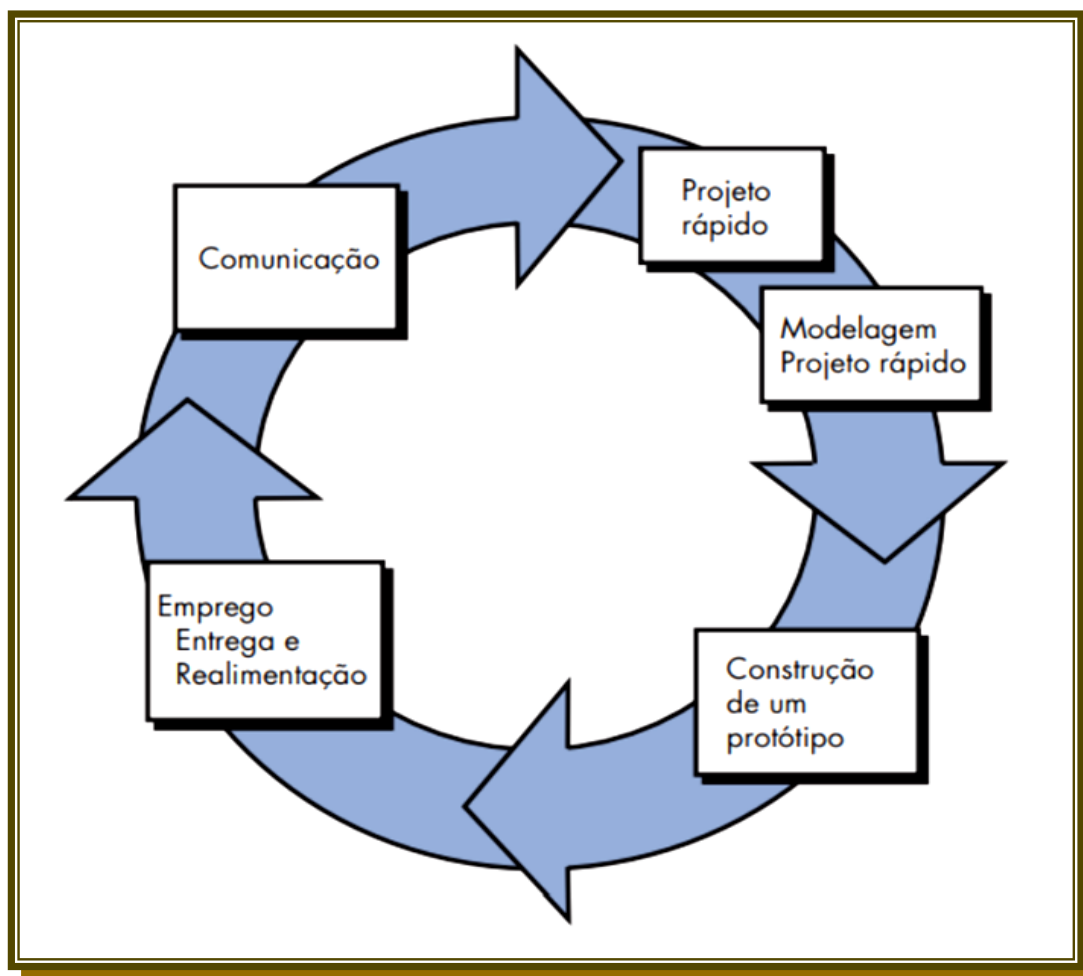 Comunicação
Projeto
rápido
Modelagem
Projeto rápido
Construção
de um
protótipo
Emprego
Entrega e
Realimentação